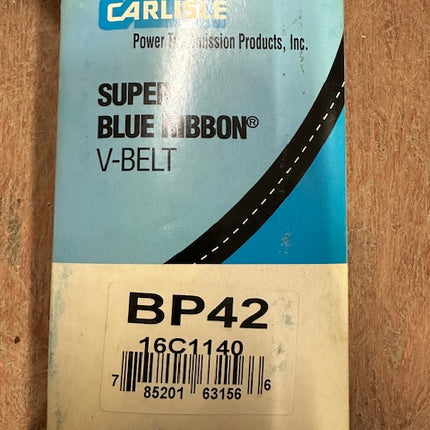 CARLISLE
Power Transmission Products, Inc.
SUPER
BLUE RIBBON®
V-BELT
BP42
16C1140
7 85201 63156 6